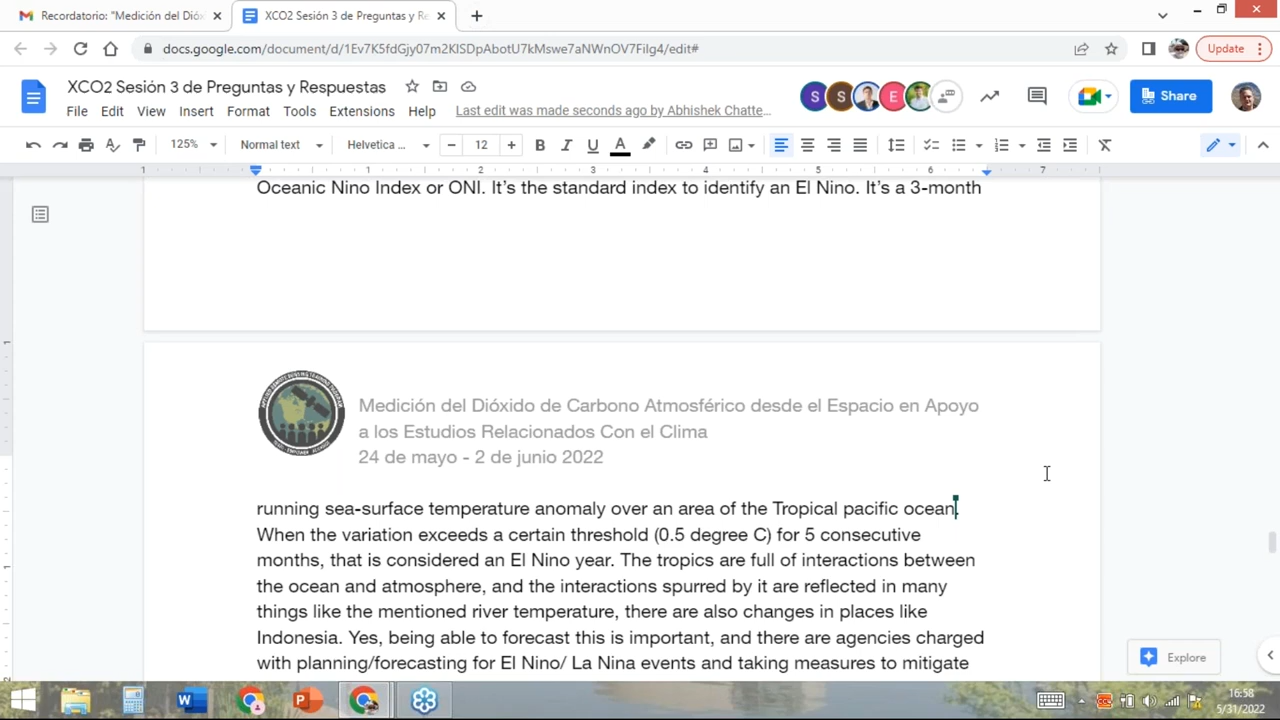 Recordatorio: "Medición del Dióx
XCO2 Sesión 3 de Preguntas y Re
docs.google.com/document/d/1Ev7K5fdGjy07m2KlSDpAbotU7kMswe7aNWnOV7FiIg4/edit#
Update
XCO2 Sesión 3 de Preguntas y Respuestas
S
S
E
Share
File Edit View Insert Format Tools Extensions Help
Last edit was made seconds ago by Abhishek Chatte...
125%
Normal text
Helvetica ...
12
B I U A
1 1 2 3 4 5 6 7
Oceanic Nino Index or ONI. It's the standard index to identify an El Nino. It's a 3-month
Medición del Dióxido de Carbono Atmosférico desde el Espacio en Apoyo
a los Estudios Relacionados Con el Clima
24 de mayo - 2 de junio 2022
running sea-surface temperature anomaly over an area of the Tropical pacific ocean.
When the variation exceeds a certain threshold (0.5 degree C) for 5 consecutive
months, that is considered an El Nino year. The tropics are full of interactions between
the ocean and atmosphere, and the interactions spurred by it are reflected in many
things like the mentioned river temperature, there are also changes in places like
Indonesia. Yes, being able to forecast this is important, and there are agencies charged
with planning/forecasting for El Nino/ La Nina events and taking measures to mitigate
Explore
16:58
5/31/2022